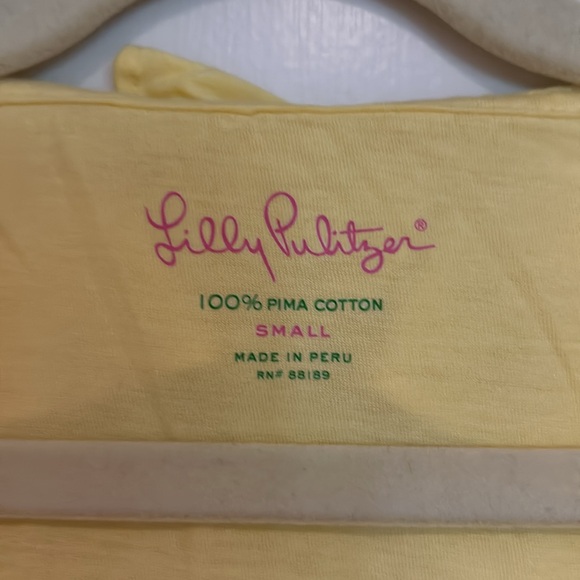 Lilly Pulitzer®
100% PIMA COTTON
SMALL
MADE IN PERU
RN# 88189